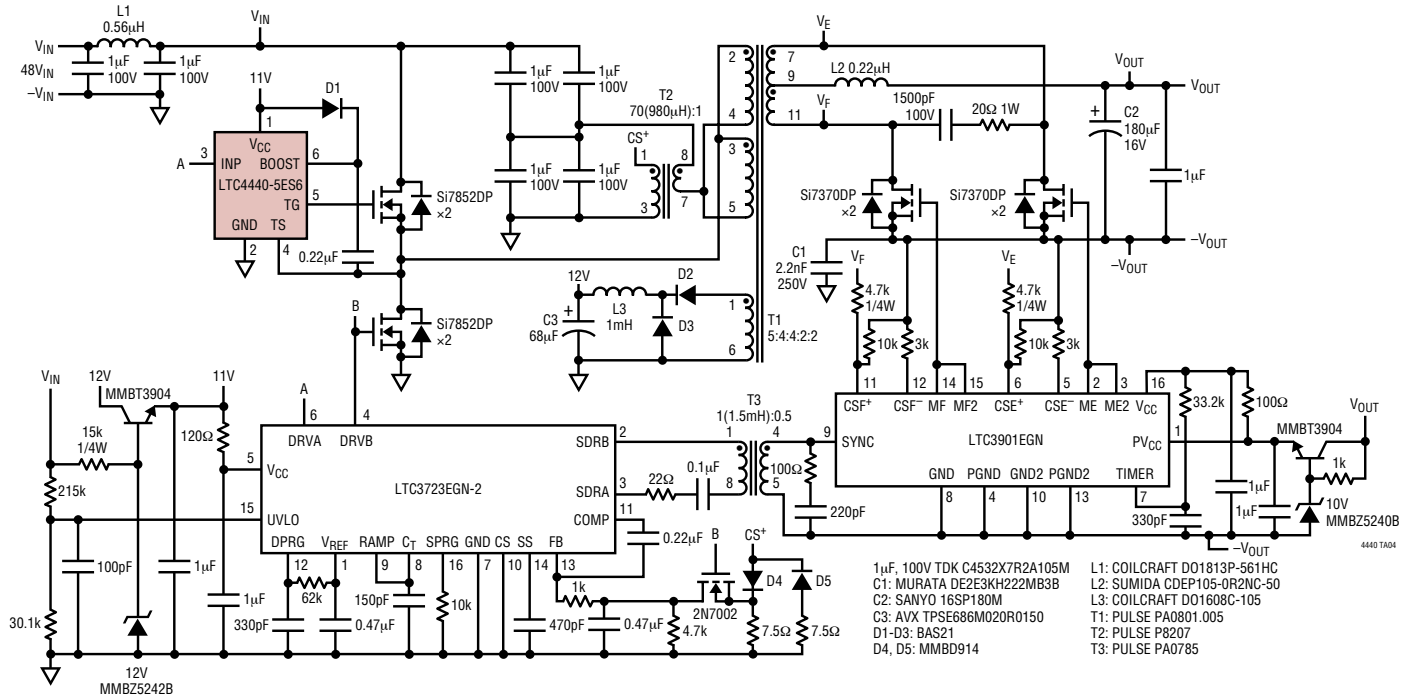 L1
0.56µH
VIN
VIN
48VIN
–VIN
1µF
100V
1µF
100V
11V
D1
1
VCC
A
3
INP
BOOST
6
LTC4440-5ES6
TG
5
GND
TS
2
4
0.22µF
Si7852DP
×2
B
Si7852DP
×2
1µF
100V
1µF
100V
1µF
100V
1µF
100V
T2
70(980µH):1
CS+
1
8
3
7
2
4
3
5
7
9
11
VE
L2 0.22µH
VF
1500pF
100V
20Ω 1W
VOUT
VOUT
+
C2
180µF
16V
1µF
Si7370DP
×2
Si7370DP
×2
–VOUT
–VOUT
C1
2.2nF
250V
12V
+
C3
68µF
L3
1mH
D2
D3
1
6
T1
5:4:4:2:2
VF
4.7k
1/4W
10k
3k
VE
4.7k
1/4W
10k
3k
11
12
14
15
6
5
2
3
16
CSF+
CSF–
MF
MF2
CSE+
CSE–
ME
ME2
VCC
9
SYNC
LTC3901EGN
PVCC
1
GND
PGND
GND2
PGND2
TIMER
8
4
10
13
7
33.2k
100Ω
VOUT
MMBT3904
1k
1µF
1µF
330pF
10V
MMBZ5240B
–VOUT
4440 TA04
VIN
12V
MMBT3904
11V
15k
1/4W
120Ω
215k
100pF
1µF
1µF
30.1k
12V
MMBZ5242B
A
6
4
DRVA
DRVB
5
VCC
15
UVLO
LTC3723EGN-2
SDRB
2
SDRA
3
COMP
11
DPRG
VREF
RAMP
CT
SPRG
GND
CS
SS
FB
12
1
9
8
16
7
10
14
13
62k
330pF
0.47µF
150pF
10k
470pF
1k
0.22µF
0.47µF
4.7k
B
2N7002
CS+
D4
D5
7.5Ω
7.5Ω
22Ω
0.1µF
T3
1(1.5mH):0.5
1
4
8
5
100Ω
220pF
1µF, 100V TDK C4532X7R2A105M
C1: MURATA DE2E3KH222MB3B
C2: SANYO 16SP180M
C3: AVX TPSE686M020R0150
D1-D3: BAS21
D4, D5: MMBD914
L1: COILCRAFT DO1813P-561HC
L2: SUMIDA CDEP105-0R2NC-50
L3: COILCRAFT DO1608C-105
T1: PULSE PA0801.005
T2: PULSE P8207
T3: PULSE PA0785